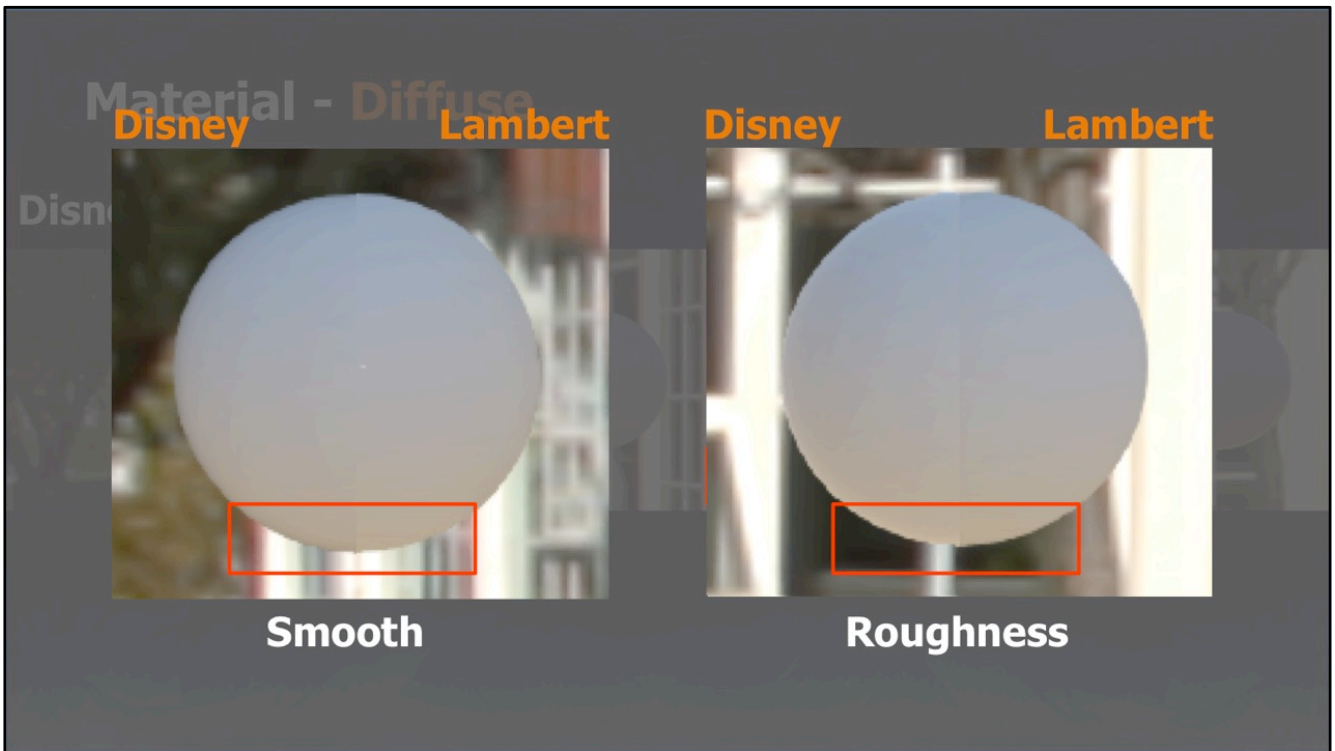 Material - Diffuse
Disney Lambert
Disney Lambert
Smooth
Roughness